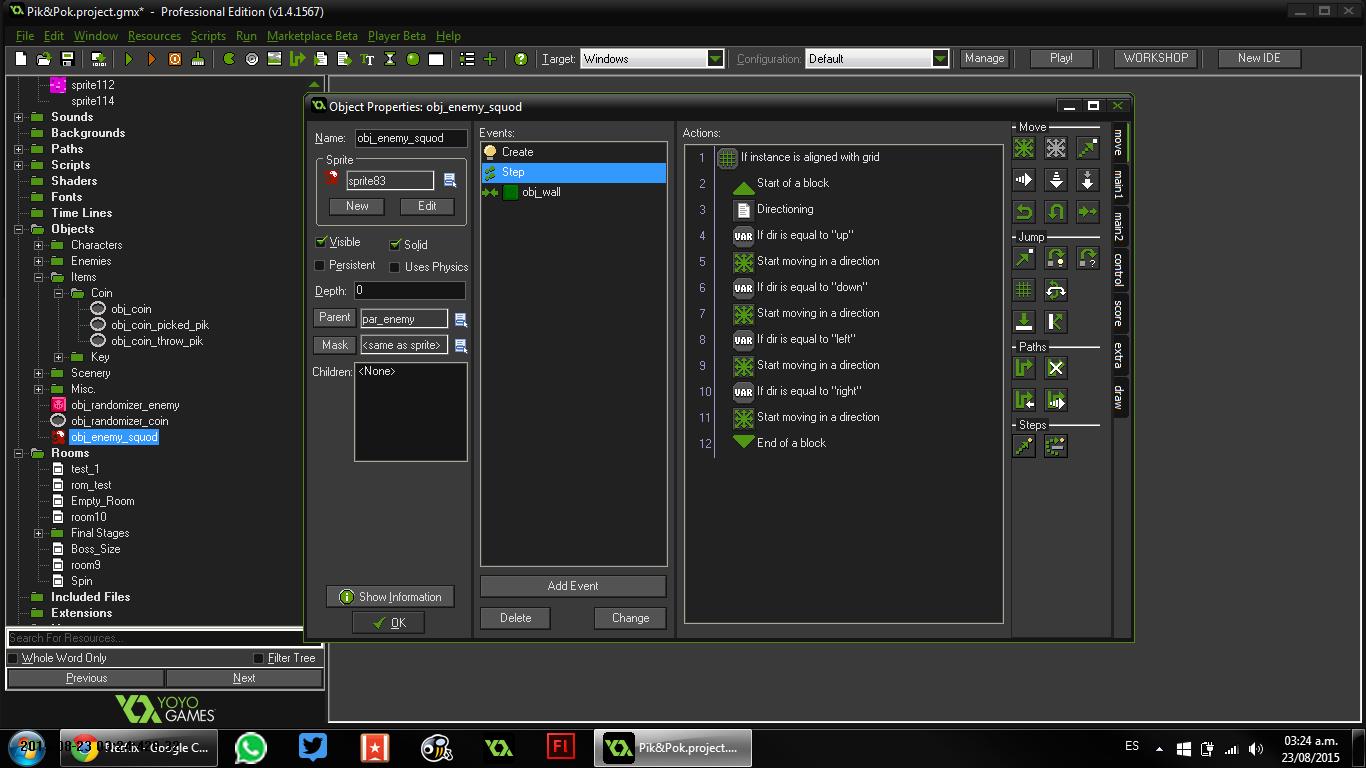 Pik&Pok.project.gmx* - Professional Edition (v1.4.1567)
File Edit Window Resources Scripts Run Marketplace Beta Player Beta Help
Target: Windows Configuration: Default Manage Play! WORKSHOP New IDE
sprite112
sprite114
Sounds
Backgrounds
Paths
Scripts
Shaders
Fonts
Time Lines
Objects
Characters
Enemies
Items
Coin
obj_coin
obj_coin_picked_pik
obj_coin_throw_pik
Key
Scenery
Misc.
obj_randomizer_enemy
obj_randomizer_coin
obj_enemy_squod
Rooms
test_1
rom_test
Empty_Room
room10
Final Stages
Boss_Size
room9
Spin
Included Files
Extensions
Search For Resources...
Whole Word Only Filter Tree
Previous Next
YOYO
GAMES
Object Properties: obj_enemy_squod
Name: obj_enemy_squod
Sprite
sprite83
New Edit
Visible Solid
Persistent Uses Physics
Depth: 0
Parent par_enemy
Mask <same as sprite>
Children: <None>
Show Information
OK
Events:
Create
Step
obj_wall
Add Event
Delete Change
Actions:
1 If instance is aligned with grid
2 Start of a block
3 Directioning
4 VAR If dir is equal to "up"
5 Start moving in a direction
6 VAR If dir is equal to "down"
7 Start moving in a direction
8 VAR If dir is equal to "left"
9 Start moving in a direction
10 VAR If dir is equal to "right"
11 Start moving in a direction
12 End of a block
Move
Jump
Paths
Steps
move
main1
main2
control
score
extra
draw
Google C...
Fl
Pik&Pok.project....
ES
03:24 a.m.
23/08/2015